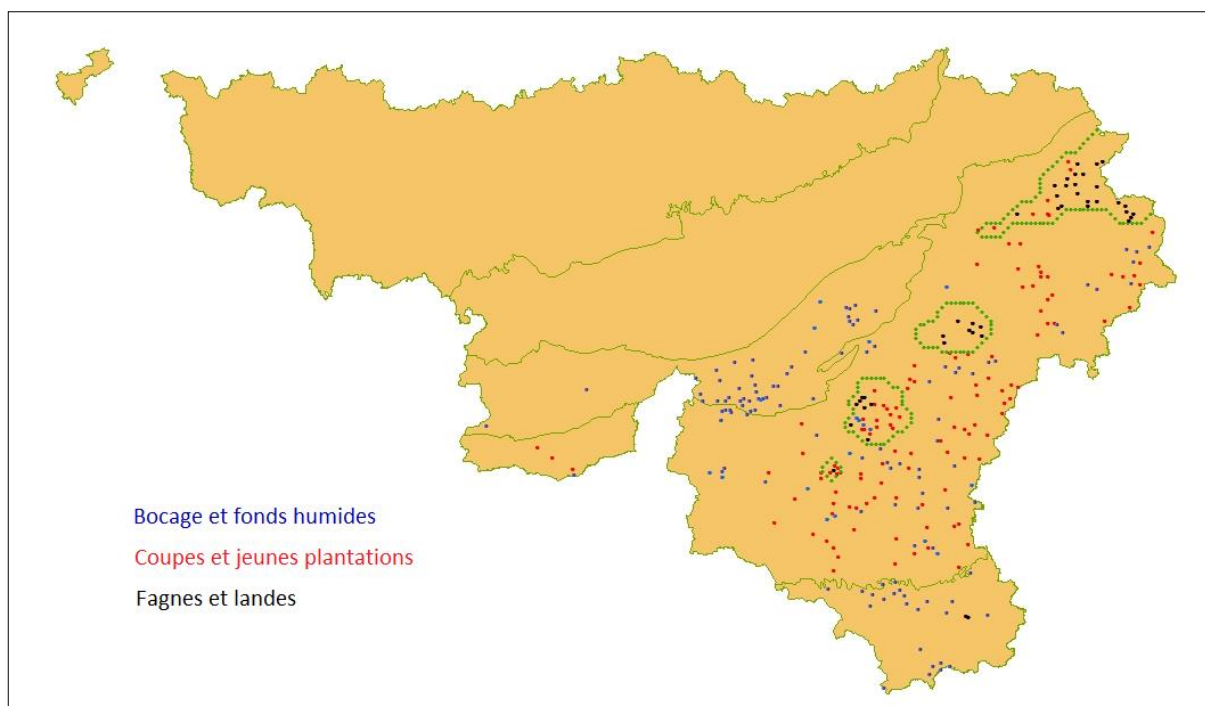 Bocage et fonds humides
Coupes et jeunes plantations
Fagnes et landes